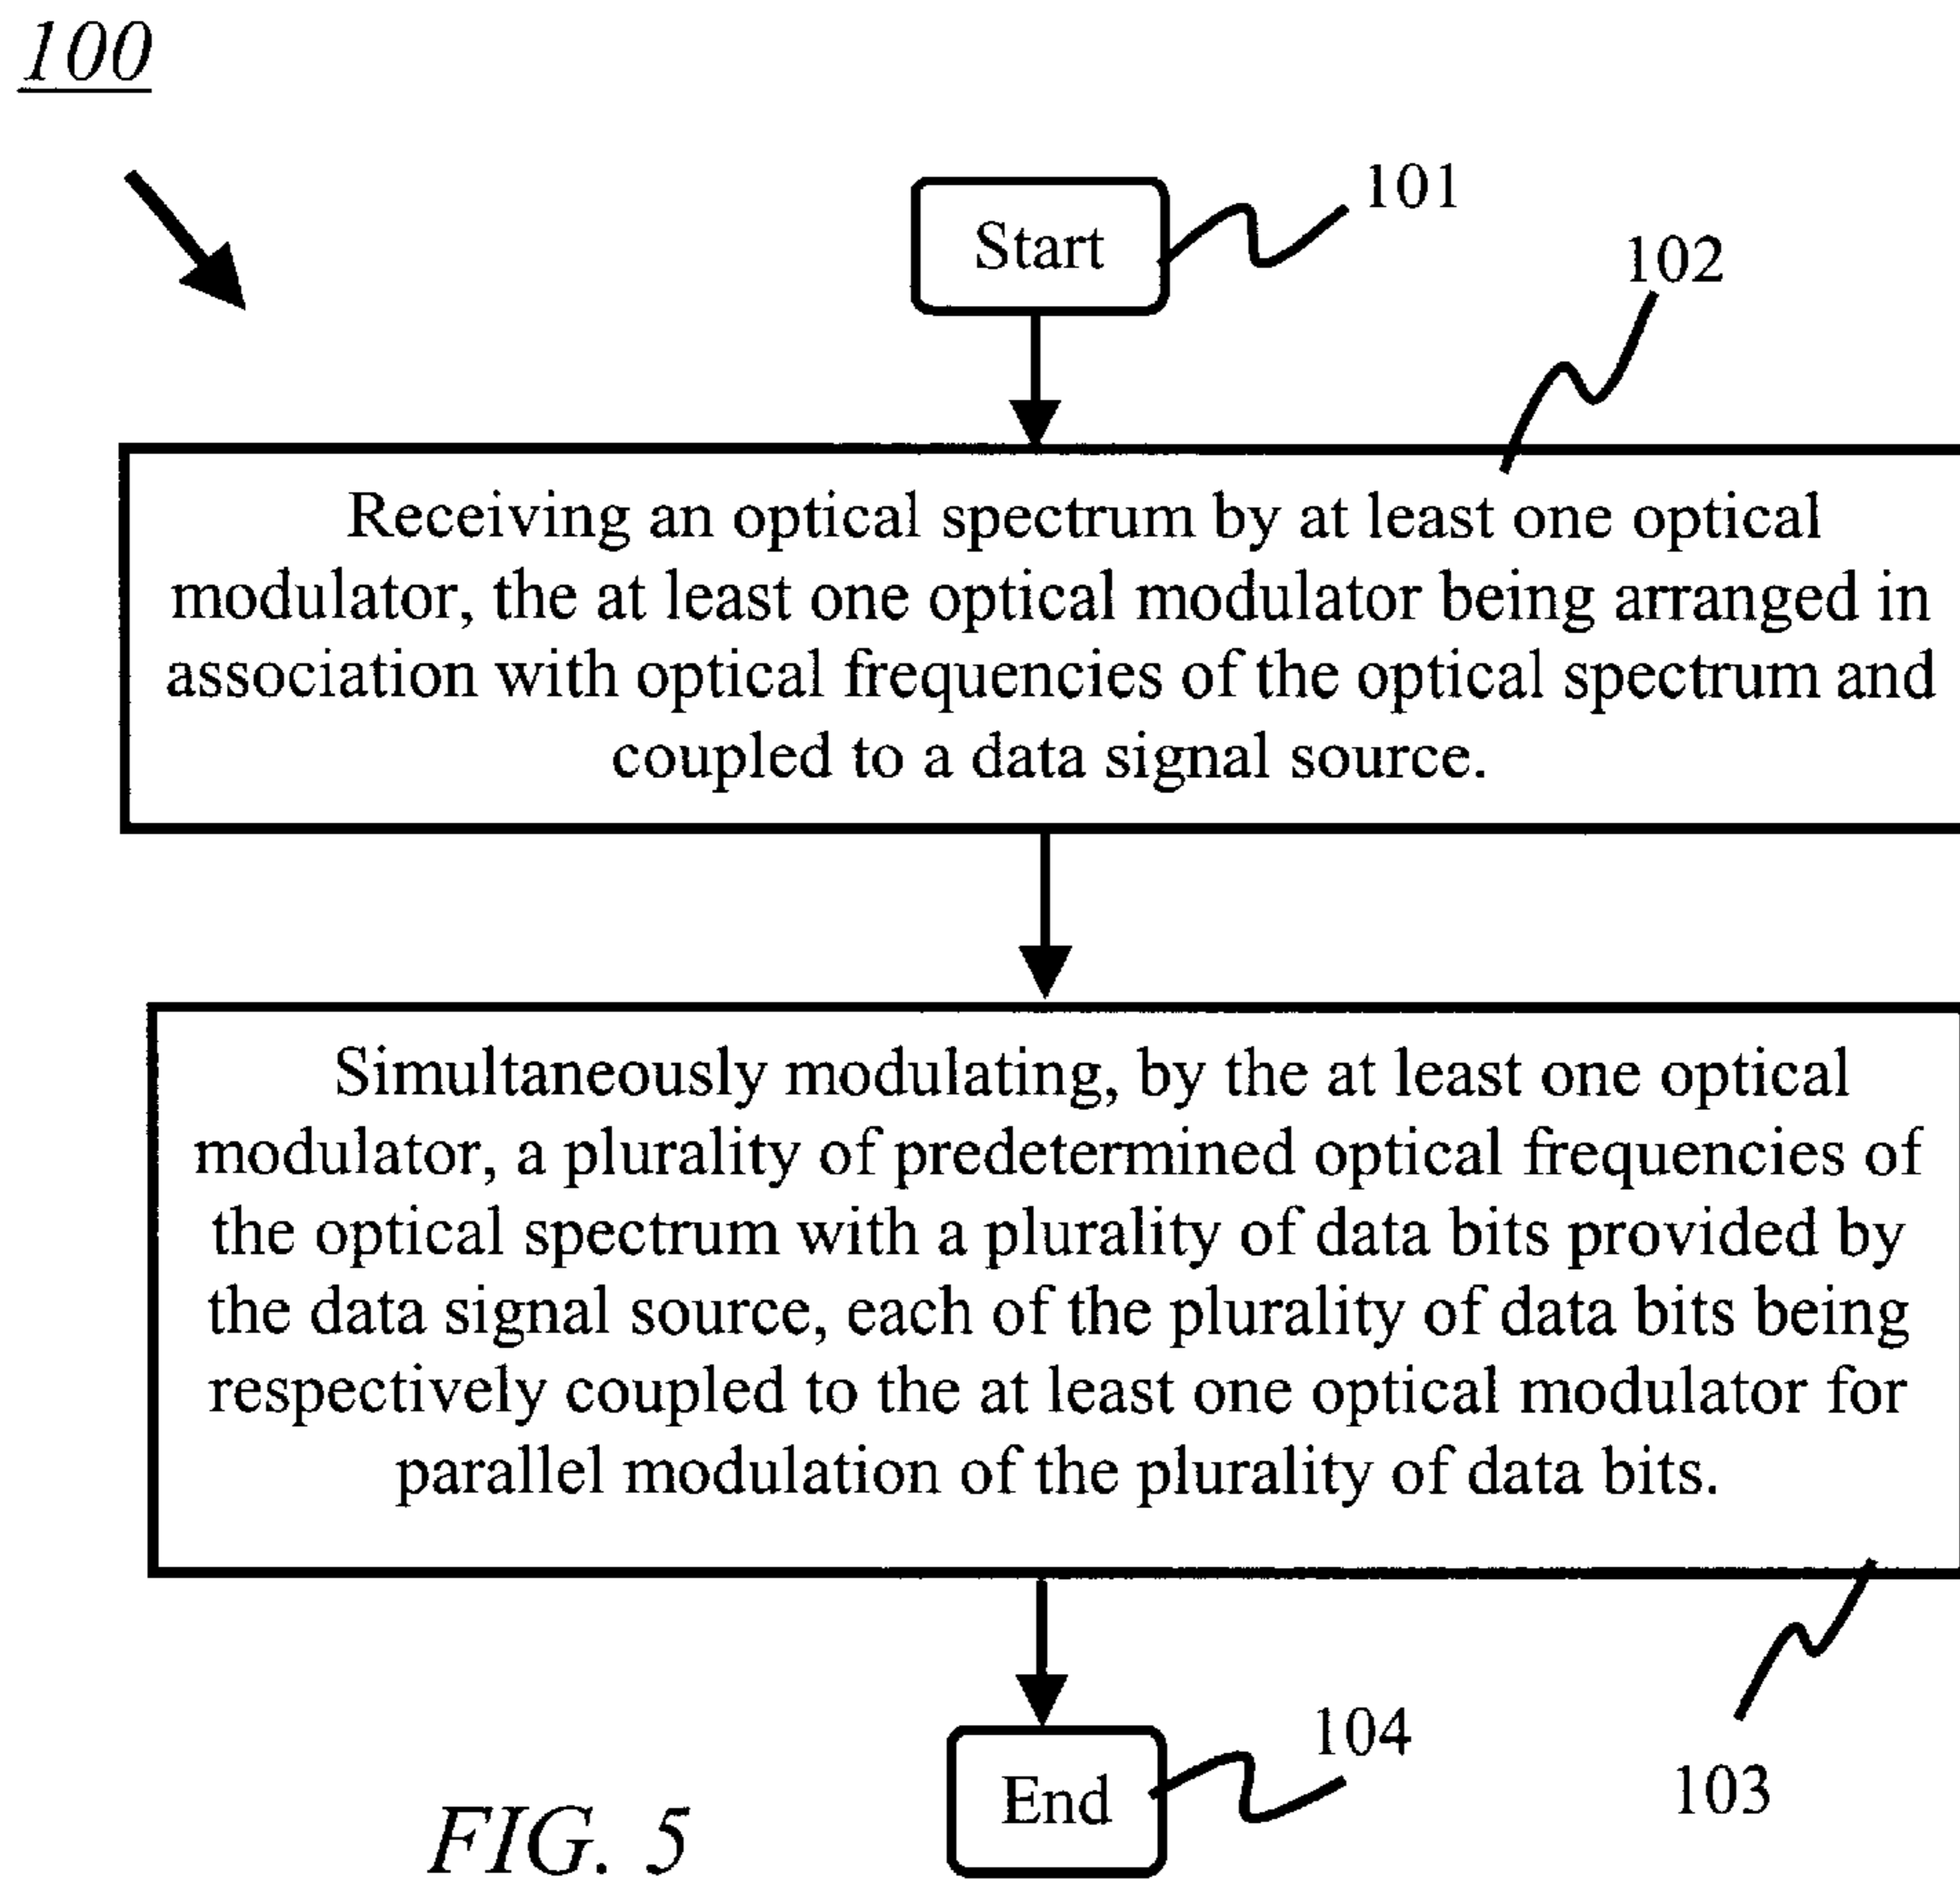 100
Start
101
102
Receiving an optical spectrum by at least one optical
modulator, the at least one optical modulator being arranged in
association with optical frequencies of the optical spectrum and
coupled to a data signal source.
Simultaneously modulating, by the at least one optical
modulator, a plurality of predetermined optical frequencies of
the optical spectrum with a plurality of data bits provided by
the data signal source, each of the plurality of data bits being
respectively coupled to the at least one optical modulator for
parallel modulation of the plurality of data bits.
104
103
End
FIG. 5